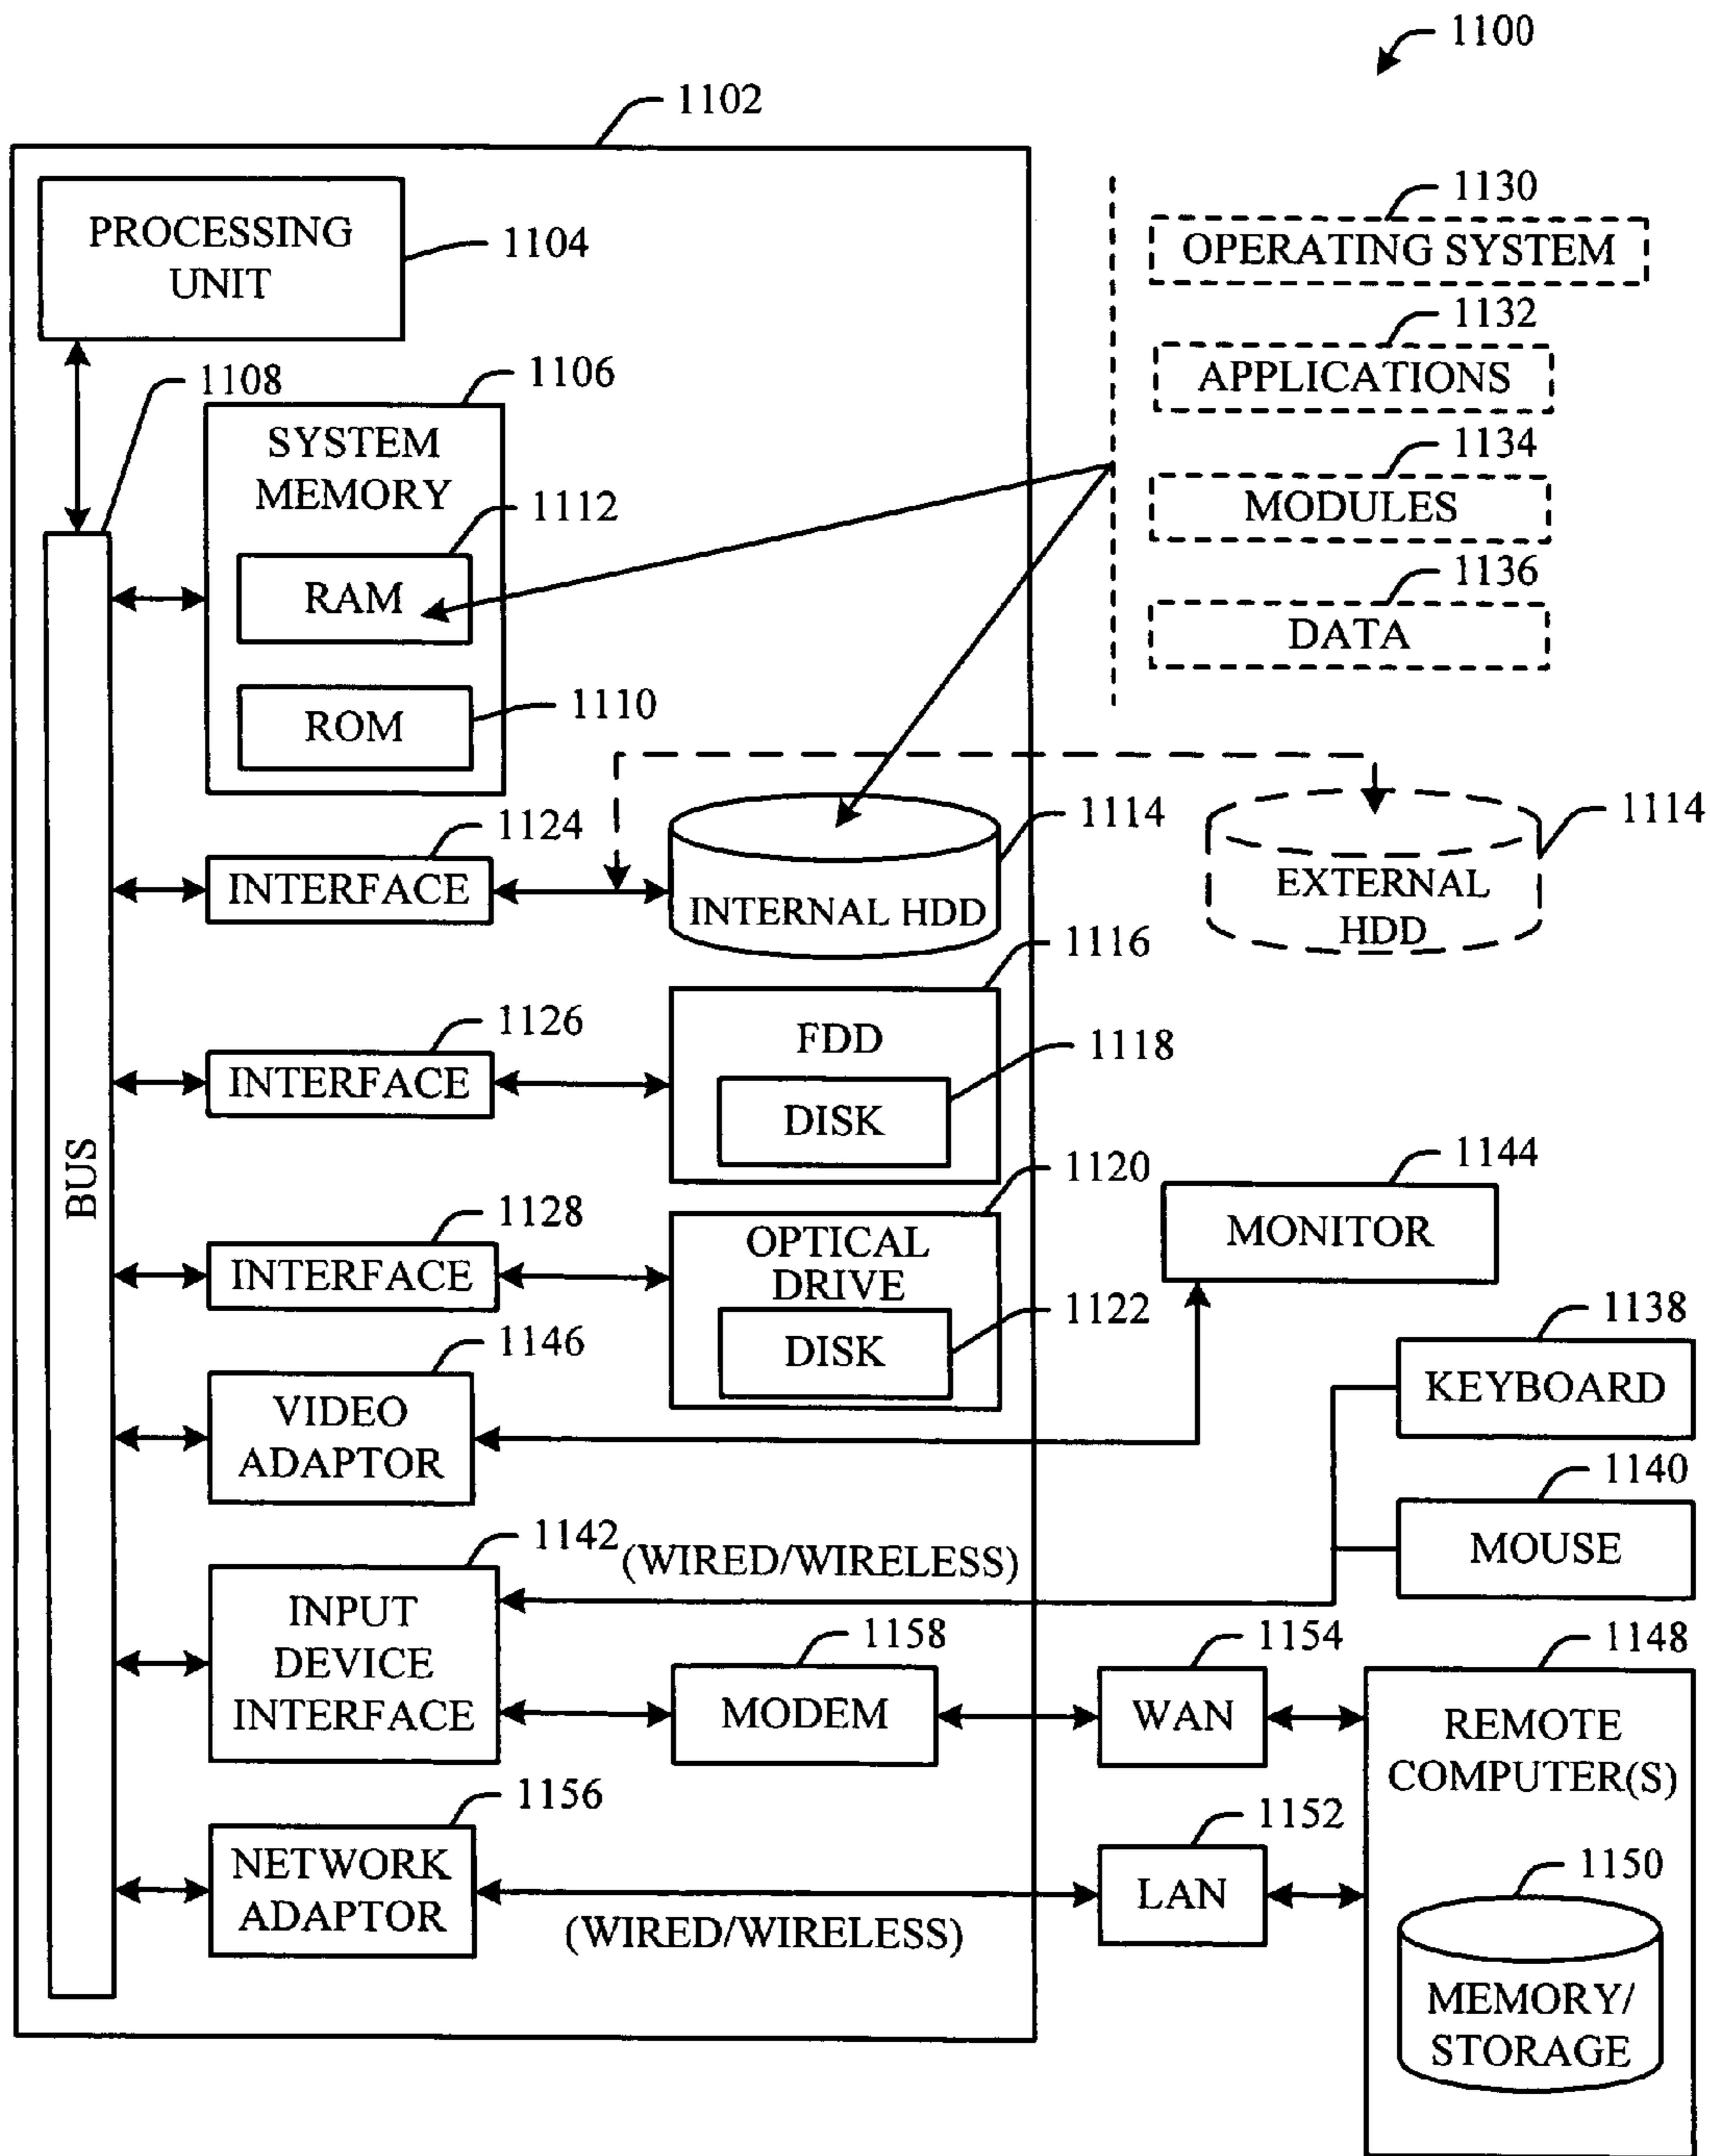 1100
1102
PROCESSING
UNIT
1104
1108
1106
SYSTEM
MEMORY
1112
RAM
ROM
1110
1130
OPERATING SYSTEM
1132
APPLICATIONS
1134
MODULES
1136
DATA
BUS
1124
INTERFACE
INTERNAL HDD
1114
EXTERNAL
HDD
1114
1126
INTERFACE
1116
FDD
1118
DISK
1128
INTERFACE
1120
OPTICAL
DRIVE
1122
DISK
1144
MONITOR
1146
VIDEO
ADAPTOR
1138
KEYBOARD
1140
MOUSE
1142
(WIRED/WIRELESS)
INPUT
DEVICE
INTERFACE
1158
MODEM
1154
WAN
1148
REMOTE
COMPUTER(S)
1156
NETWORK
ADAPTOR
(WIRED/WIRELESS)
1152
LAN
1150
MEMORY/
STORAGE